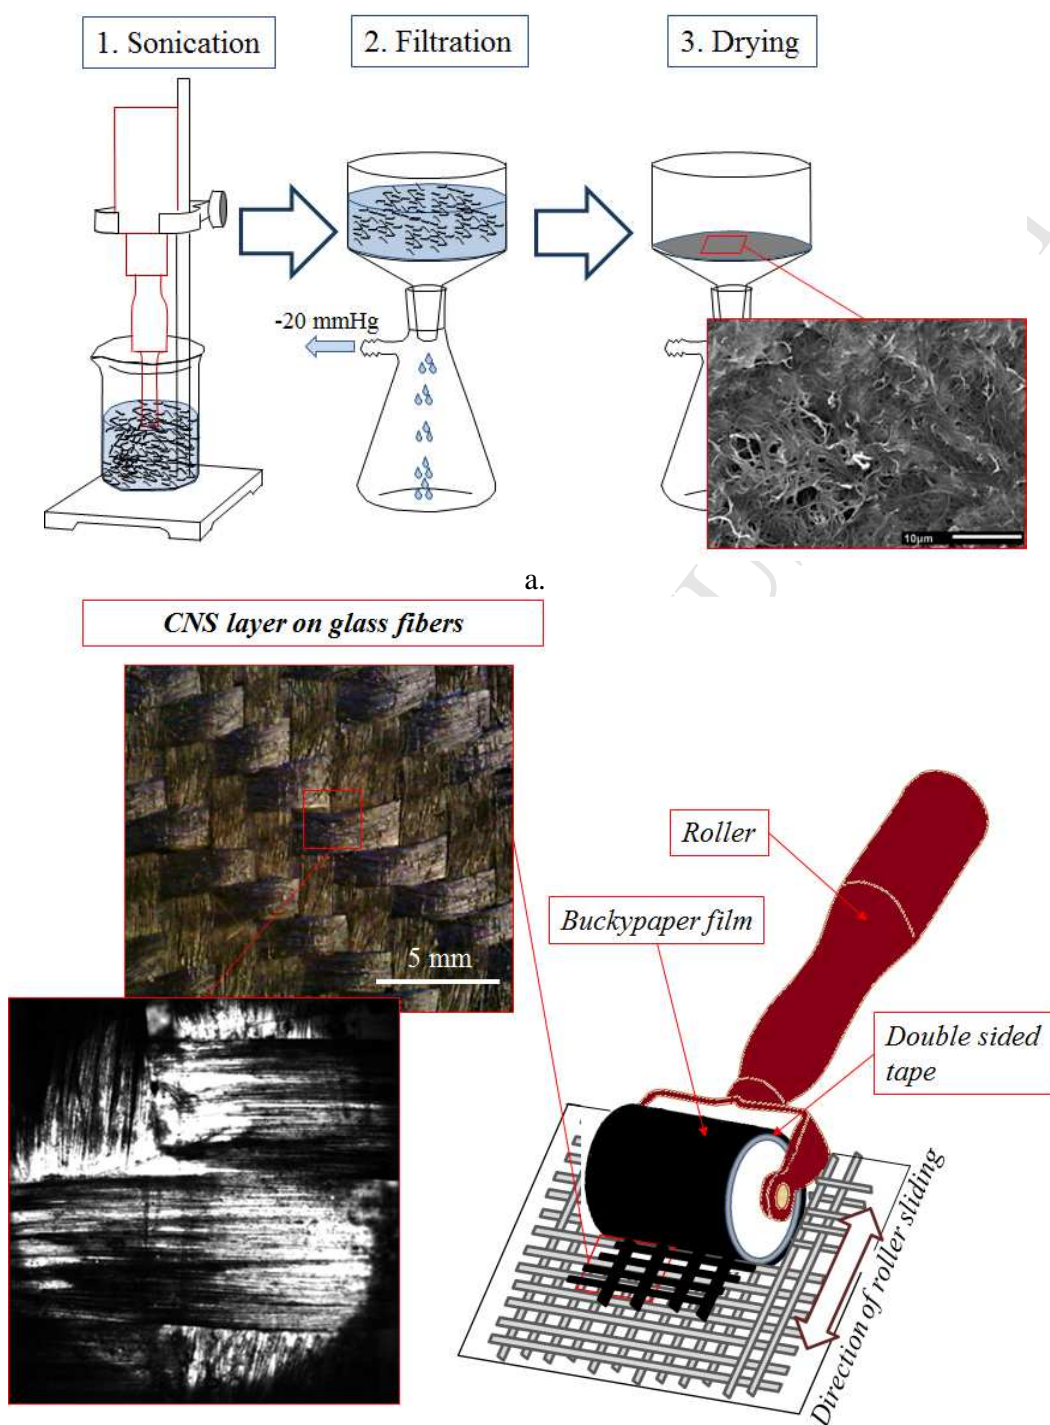 1. Sonication
2. Filtration
3. Drying
-20 mmHg
10µm
a.
CNS layer on glass fibers
5 mm
Roller
Buckypaper film
Double sided
tape
Direction of roller sliding